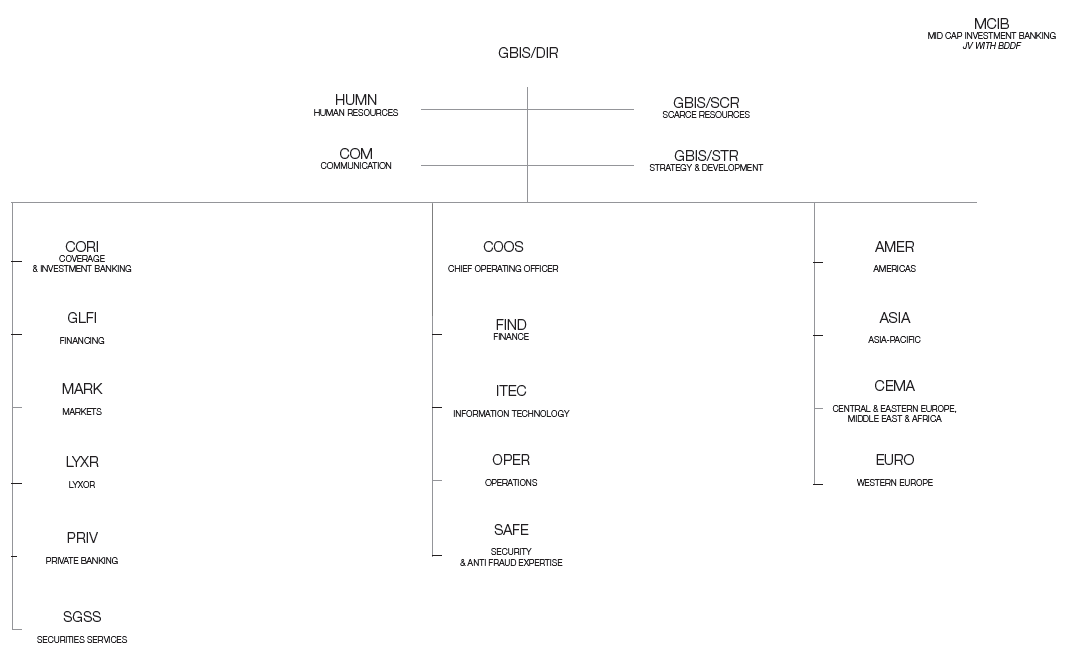 MCIB
MID CAP INVESTMENT BANKING
JV WITH BDDF
GBIS/DIR
HUMN
HUMAN RESOURCES
GBIS/SCR
SCARCE RESOURCES
COM
COMMUNICATION
GBIS/STR
STRATEGY & DEVELOPMENT
CORI
COVERAGE
& INVESTMENT BANKING
GLFI
FINANCING
MARK
MARKETS
LYXR
LYXOR
PRIV
PRIVATE BANKING
SGSS
SECURITIES SERVICES
COOS
CHIEF OPERATING OFFICER
FIND
FINANCE
ITEC
INFORMATION TECHNOLOGY
OPER
OPERATIONS
SAFE
SECURITY
& ANTI FRAUD EXPERTISE
AMER
AMERICAS
ASIA
ASIA-PACIFIC
CEMA
CENTRAL & EASTERN EUROPE,
MIDDLE EAST & AFRICA
EURO
WESTERN EUROPE